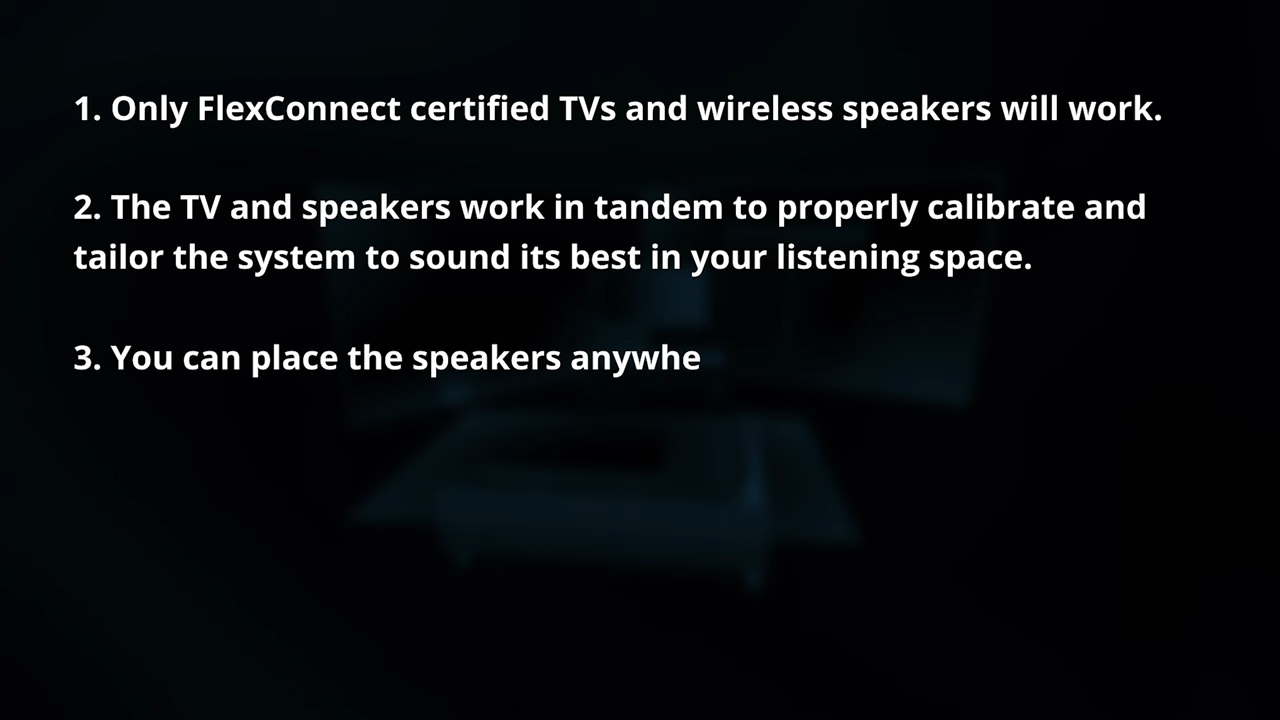 1. Only FlexConnect certified TVs and wireless speakers will work.
2. The TV and speakers work in tandem to properly calibrate and
tailor the system to sound its best in your listening space.
3. You can place the speakers anywhe